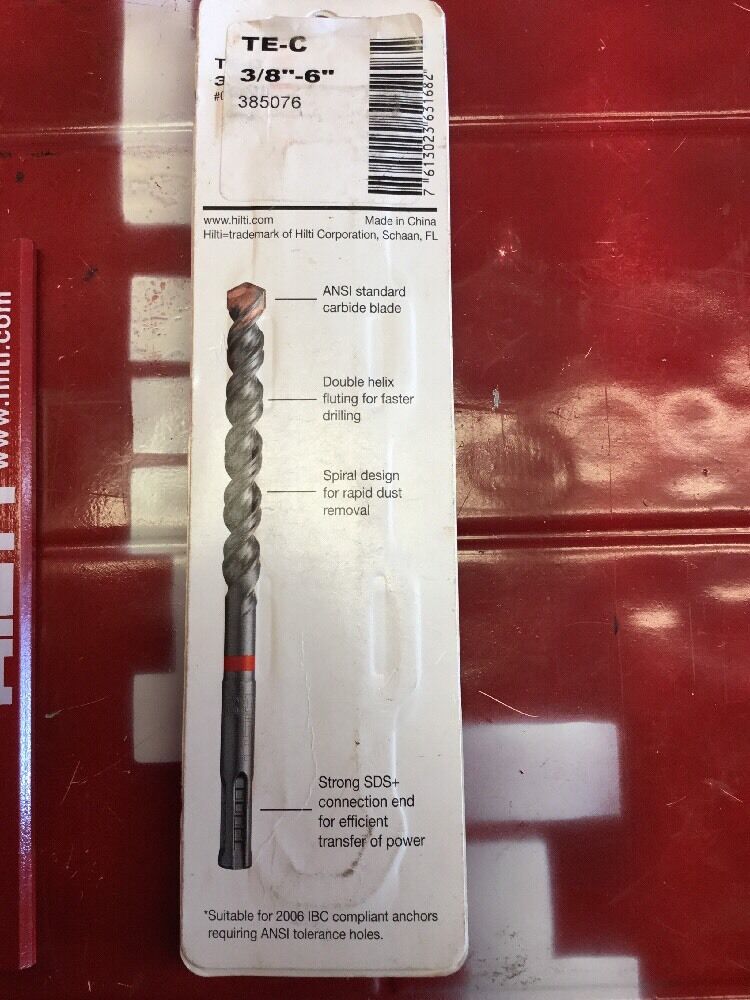 TE-C
3/8"-6"
385076
7 613023 631682
www.hilti.com Made in China
Hilti=trademark of Hilti Corporation, Schaan, FL
ANSI standard
carbide blade
Double helix
fluting for faster
drilling
Spiral design
for rapid dust
removal
Strong SDS+
connection end
for efficient
transfer of power
*Suitable for 2006 IBC compliant anchors
requiring ANSI tolerance holes.
www.hilti.com